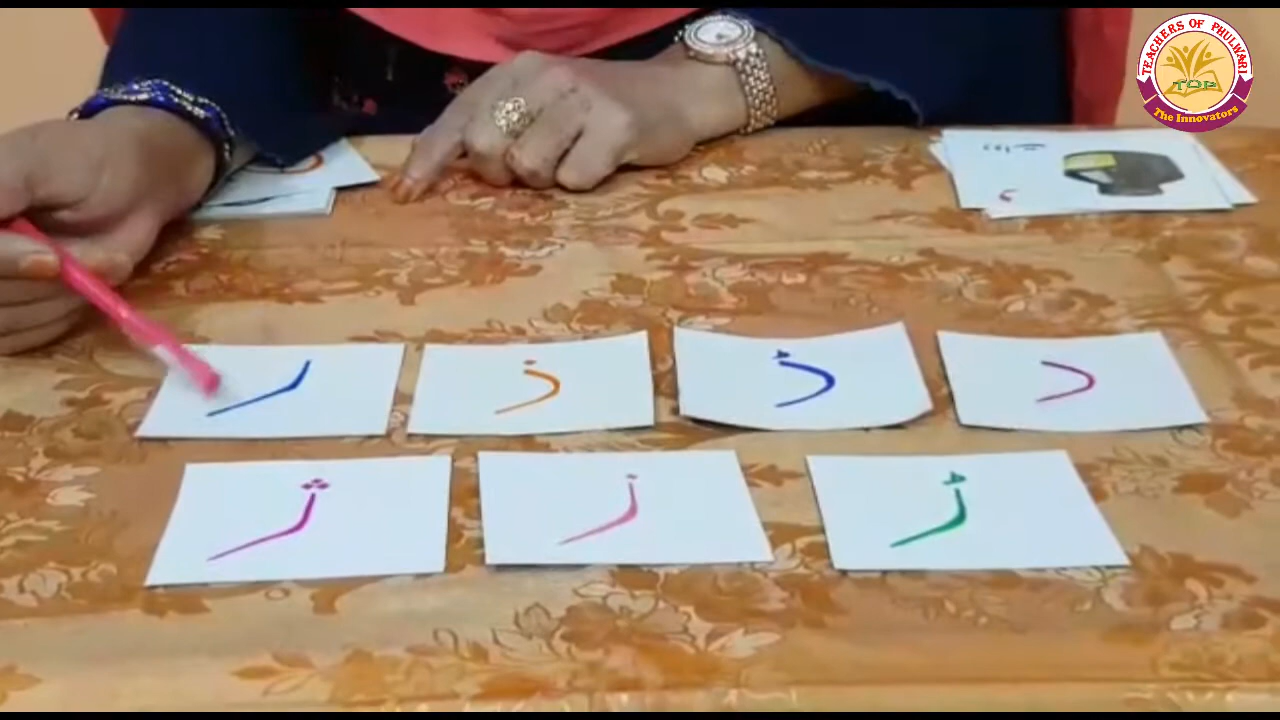 TEACHERS OF PHULWARI
TOP
The Innovators
د ڈ ذ ر
ڑ ز ژ